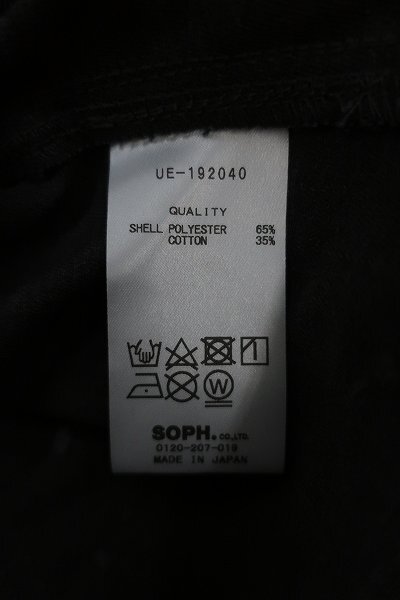 UE-192040
QUALITY
SHELL POLYESTER 65%
COTTON 35%
W
SOPH. CO.,LTD.
0120-207-019
MADE IN JAPAN